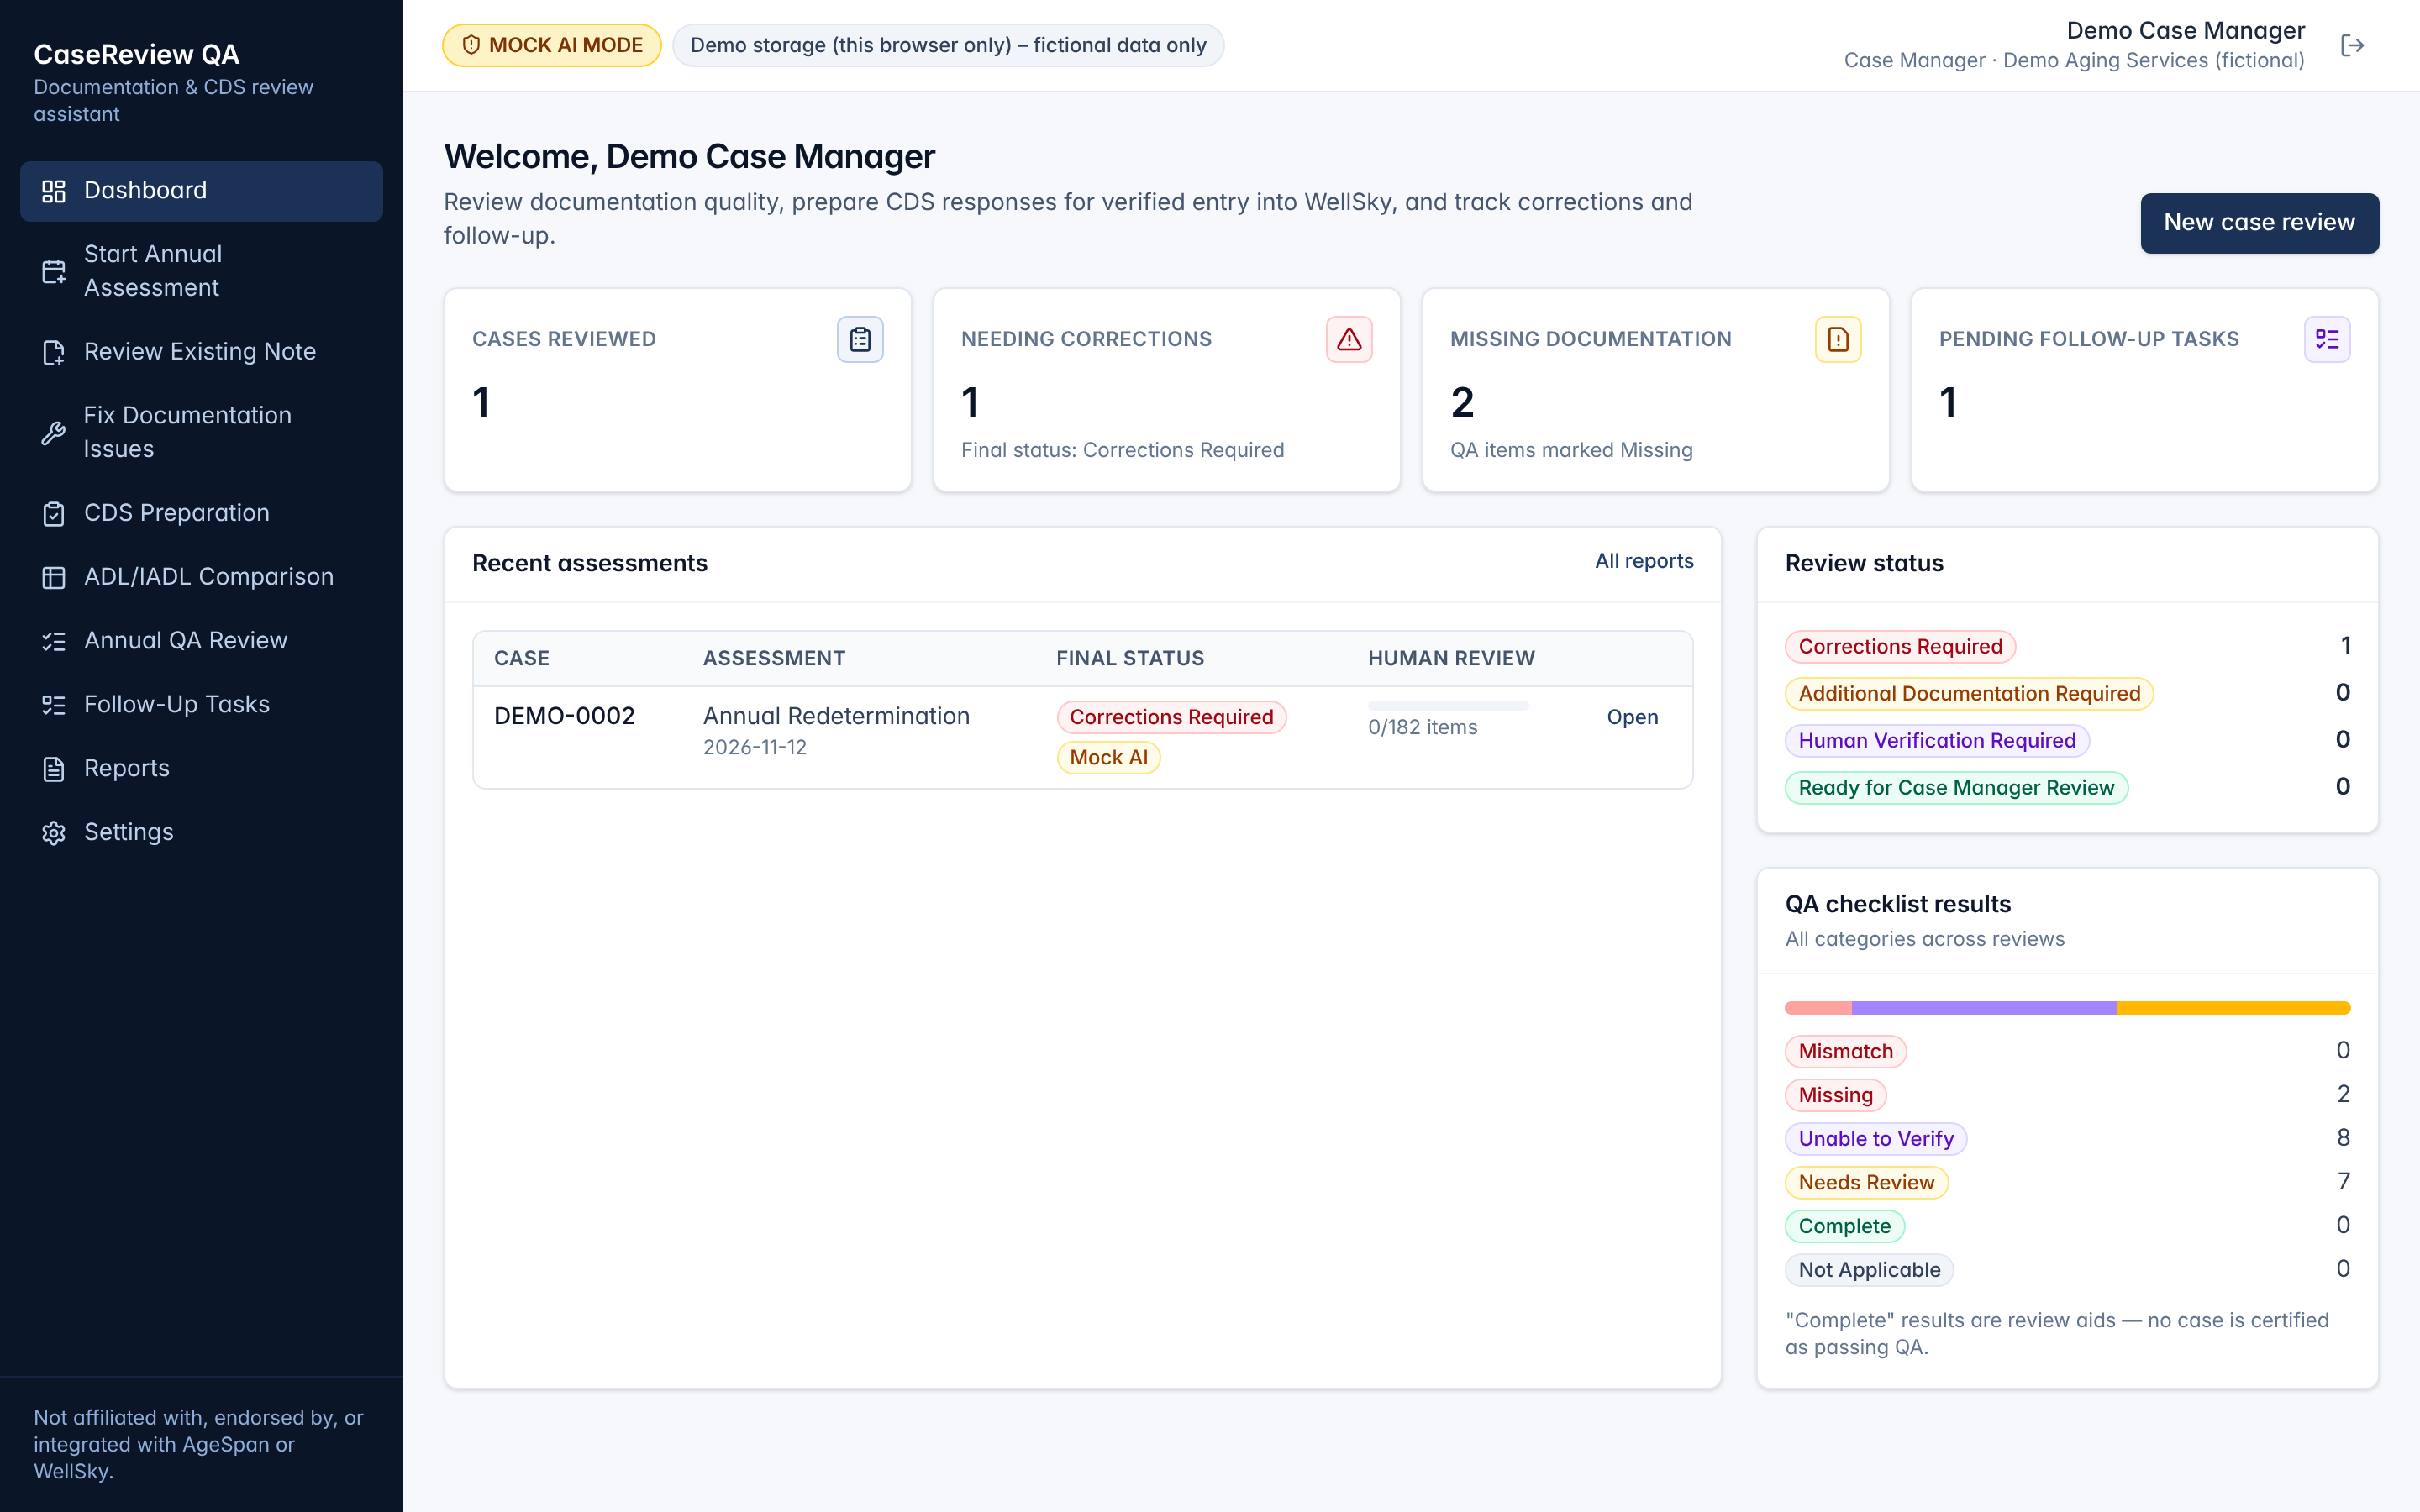 CaseReview QA
Documentation & CDS review
assistant
Dashboard
Start Annual
Assessment
Review Existing Note
Fix Documentation
Issues
CDS Preparation
ADL/IADL Comparison
Annual QA Review
Follow-Up Tasks
Reports
Settings
Not affiliated with, endorsed by, or
integrated with AgeSpan or
WellSky.
MOCK AI MODE
Demo storage (this browser only) – fictional data only
Demo Case Manager
Case Manager · Demo Aging Services (fictional)
Welcome, Demo Case Manager
Review documentation quality, prepare CDS responses for verified entry into WellSky, and track corrections and
follow-up.
New case review
CASES REVIEWED
1
NEEDING CORRECTIONS
1
Final status: Corrections Required
MISSING DOCUMENTATION
2
QA items marked Missing
PENDING FOLLOW-UP TASKS
1
Recent assessments
All reports
CASE ASSESSMENT FINAL STATUS HUMAN REVIEW
DEMO-0002 Annual Redetermination Corrections Required 0/182 items Open
2026-11-12 Mock AI
Review status
Corrections Required 1
Additional Documentation Required 0
Human Verification Required 0
Ready for Case Manager Review 0
QA checklist results
All categories across reviews
Mismatch 0
Missing 2
Unable to Verify 8
Needs Review 7
Complete 0
Not Applicable 0
"Complete" results are review aids — no case is certified
as passing QA.